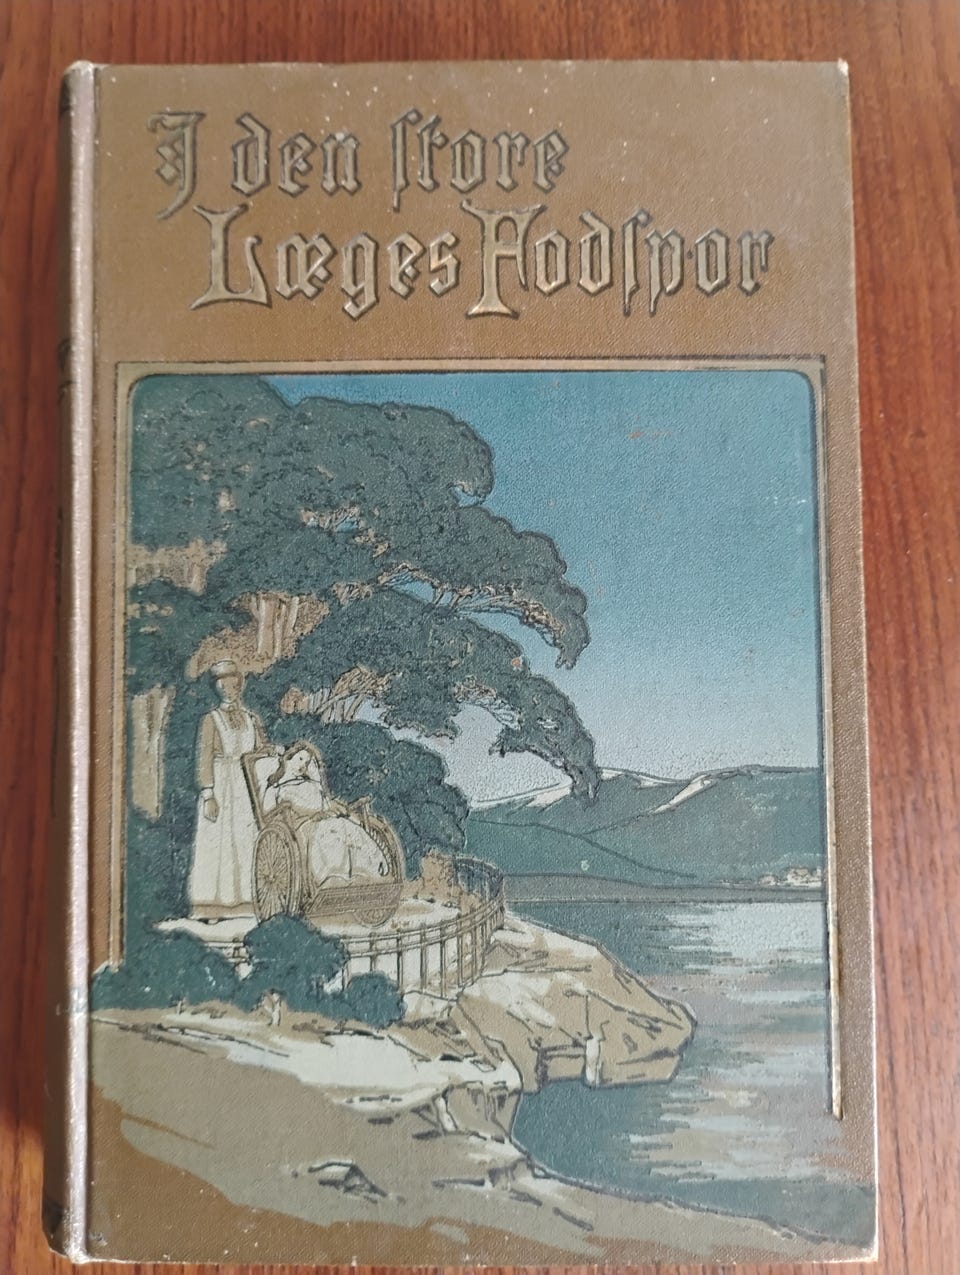 I den store
Læges Fodspor